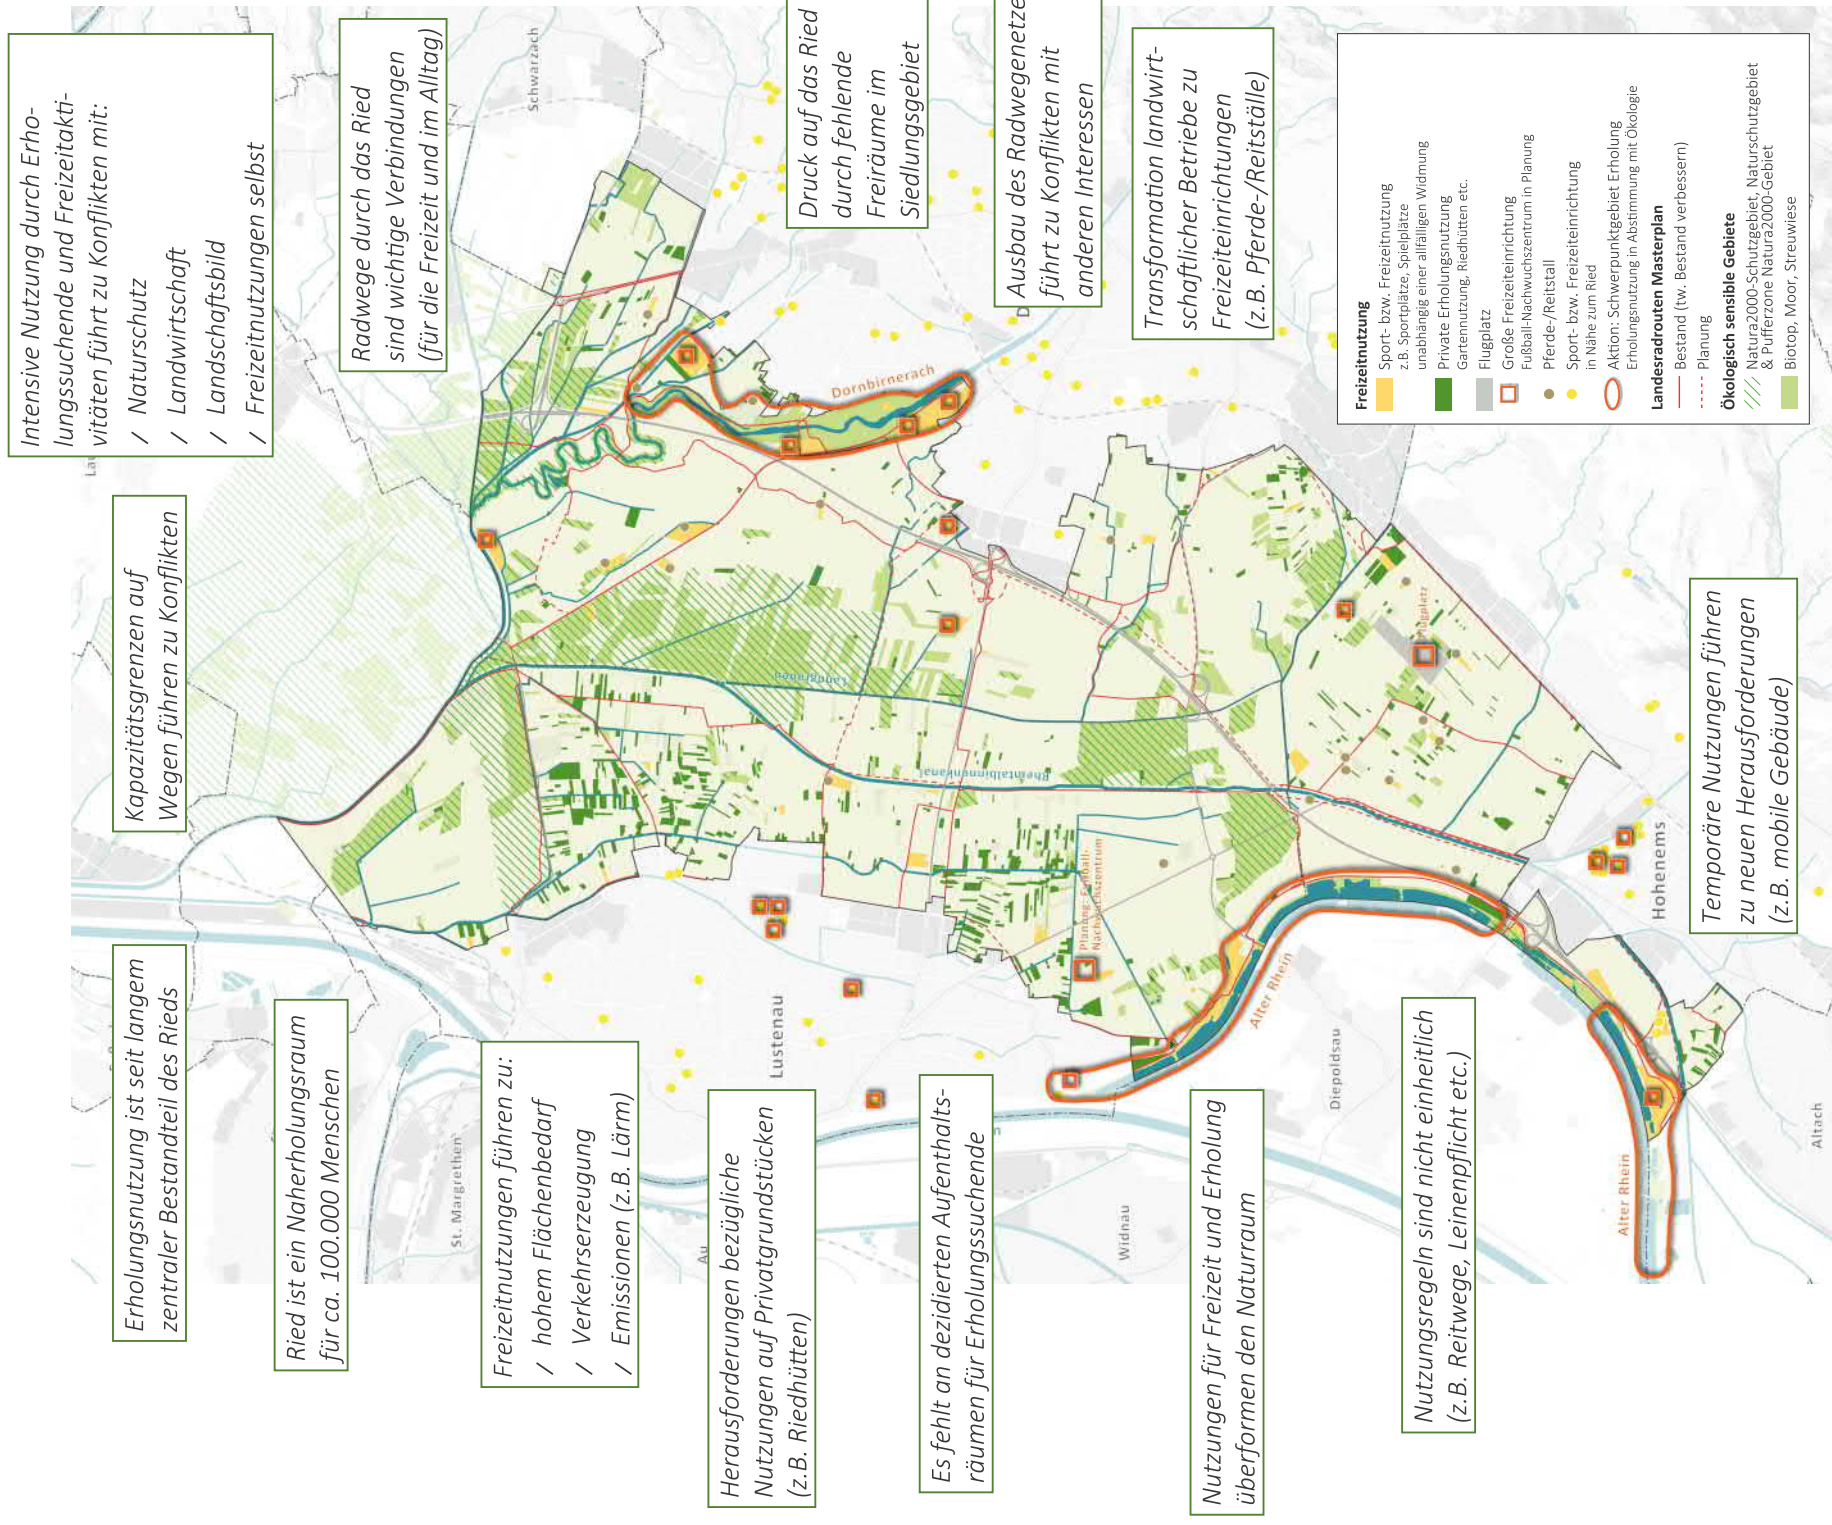 Erholungsnutzung ist seit langem
zentraler Bestandteil des Rieds
Ried ist ein Naherholungsraum
für ca. 100.000 Menschen
Freizeitnutzungen führen zu:
/ hohem Flächenbedarf
/ Verkehrserzeugung
/ Emissionen (z.B. Lärm)
Herausforderungen bezügliche
Nutzungen auf Privatgrundstücken
(z.B. Riedhütten)
Es fehlt an dezidierten Aufenthalts-
räumen für Erholungssuchende
Nutzungen für Freizeit und Erholung
überformen den Naturraum
Nutzungsregeln sind nicht einheitlich
(z.B. Reitwege, Leinenpflicht etc.)
Kapazitätsgrenzen auf
Wegen führen zu Konflikten
Temporäre Nutzungen führen
zu neuen Herausforderungen
(z.B. mobile Gebäude)
Intensive Nutzung durch Erho-
lungssuchende und Freizeitakti-
vitäten führt zu Konflikten mit:
/ Naturschutz
/ Landwirtschaft
/ Landschaftsbild
/ Freizeitnutzungen selbst
Radwege durch das Ried
sind wichtige Verbindungen
(für die Freizeit und im Alltag)
Druck auf das Ried
durch fehlende
Freiräume im
Siedlungsgebiet
Ausbau des Radwegenetze
führt zu Konflikten mit
anderen Interessen
Transformation landwirt-
schaftlicher Betriebe zu
Freizeiteinrichtungen
(z.B. Pferde-/Reitställe)
St. Margrethen
Au
Lustenau
Widnau
Diepoldsau
Altach
Hohenems
Schwarzach
Lau
D
n
Alter Rhein
Alter Rhein
Dornbirnerach
Landgraben
Rheintalbinnenkanal
Planung: Fußball-
Nachwuchszentrum
Flugplatz
Freizeitnutzung
Sport- bzw. Freizeitnutzung
z.B. Sportplätze, Spielplätze
unabhängig einer allfälligen Widmung
Private Erholungsnutzung
Gartennutzung, Riedhütten etc.
Flugplatz
Große Freizeiteinrichtung
Fußball-Nachwuchszentrum in Planung
Pferde-/Reitstall
Sport- bzw. Freizeiteinrichtung
in Nähe zum Ried
Aktion: Schwerpunktgebiet Erholung
Erholungsnutzung in Abstimmung mit Ökologie
Landesradrouten Masterplan
Bestand (tw. Bestand verbessern)
Planung
Ökologisch sensible Gebiete
Natura2000-Schutzgebiet, Naturschutzgebiet
& Pufferzone Natura2000-Gebiet
Biotop, Moor, Streuwiese